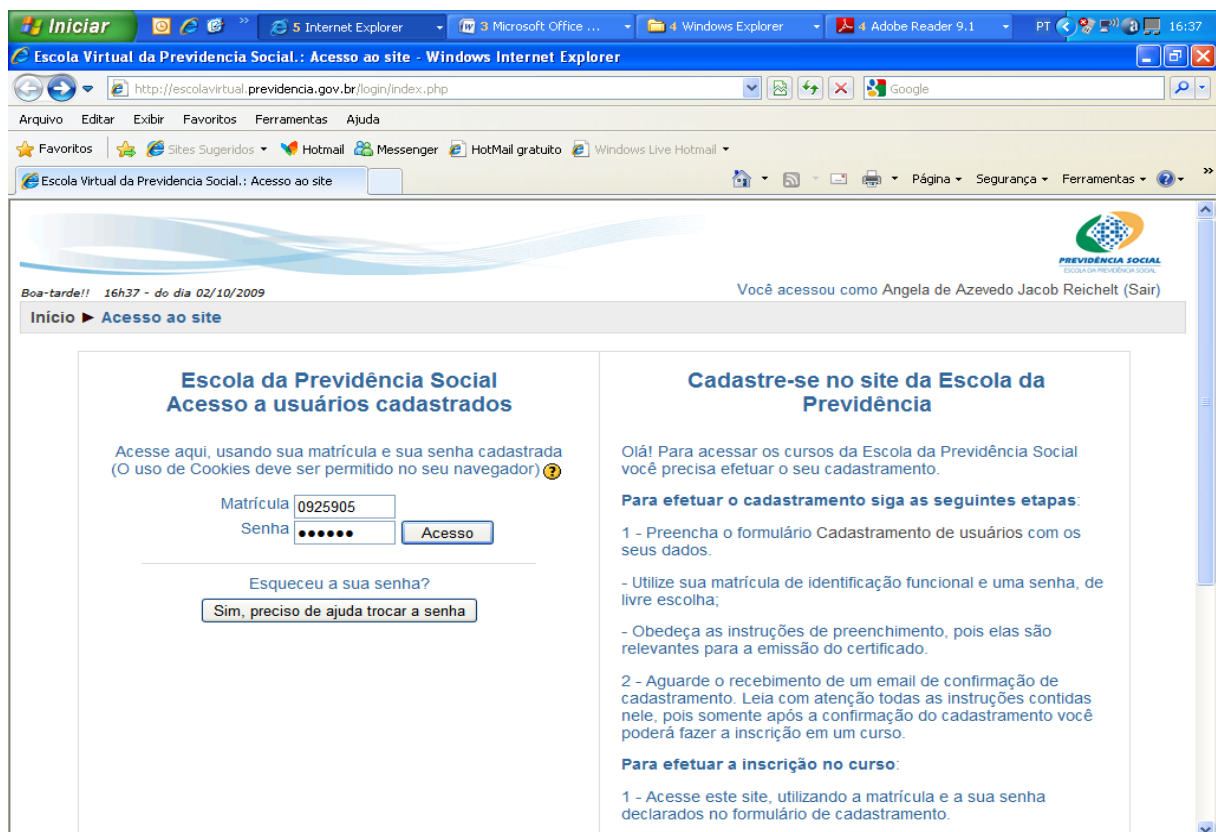 Iniciar
5 Internet Explorer
3 Microsoft Office ...
4 Windows Explorer
4 Adobe Reader 9.1
PT
16:37
Escola Virtual da Previdencia Social.: Acesso ao site - Windows Internet Explorer
http://escolavirtual.previdencia.gov.br/login/index.php
Google
Arquivo Editar Exibir Favoritos Ferramentas Ajuda
Favoritos
Sites Sugeridos
Hotmail
Messenger
HotMail gratuito
Windows Live Hotmail
Escola Virtual da Previdencia Social.: Acesso ao site
Página
Segurança
Ferramentas
PREVIDÊNCIA SOCIAL
ESCOLA DA PREVIDÊNCIA SOCIAL
Boa-tarde!! 16h37 - do dia 02/10/2009
Você acessou como Angela de Azevedo Jacob Reichelt (Sair)
Início ► Acesso ao site
Escola da Previdência Social
Acesso a usuários cadastrados
Acesse aqui, usando sua matrícula e sua senha cadastrada
(O uso de Cookies deve ser permitido no seu navegador)
Matrícula 0925905
Senha ●●●●●●
Acesso
Esqueceu a sua senha?
Sim, preciso de ajuda trocar a senha
Cadastre-se no site da Escola da
Previdência
Olá! Para acessar os cursos da Escola da Previdência Social
você precisa efetuar o seu cadastramento.
Para efetuar o cadastramento siga as seguintes etapas:
1 - Preencha o formulário Cadastramento de usuários com os
seus dados.
- Utilize sua matrícula de identificação funcional e uma senha, de
livre escolha;
- Obedeça as instruções de preenchimento, pois elas são
relevantes para a emissão do certificado.
2 - Aguarde o recebimento de um email de confirmação de
cadastramento. Leia com atenção todas as instruções contidas
nele, pois somente após a confirmação do cadastramento você
poderá fazer a inscrição em um curso.
Para efetuar a inscrição no curso:
1 - Acesse este site, utilizando a matrícula e a sua senha
declarados no formulário de cadastramento.